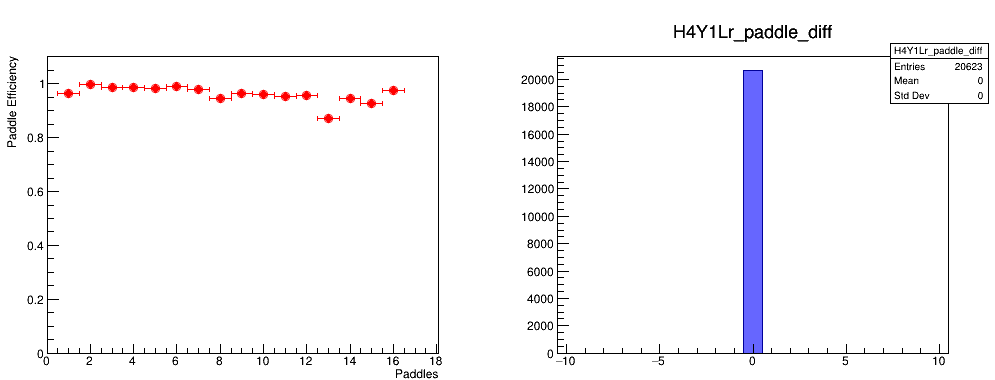 Paddle Efficiency
1
0.8
0.6
0.4
0.2
0
0 2 4 6 8 10 12 14 16 18
Paddles
H4Y1Lr_paddle_diff
H4Y1Lr_paddle_diff
Entries 20623
Mean 0
Std Dev 0
20000
18000
16000
14000
12000
10000
8000
6000
4000
2000
0
−10 −5 0 5 10